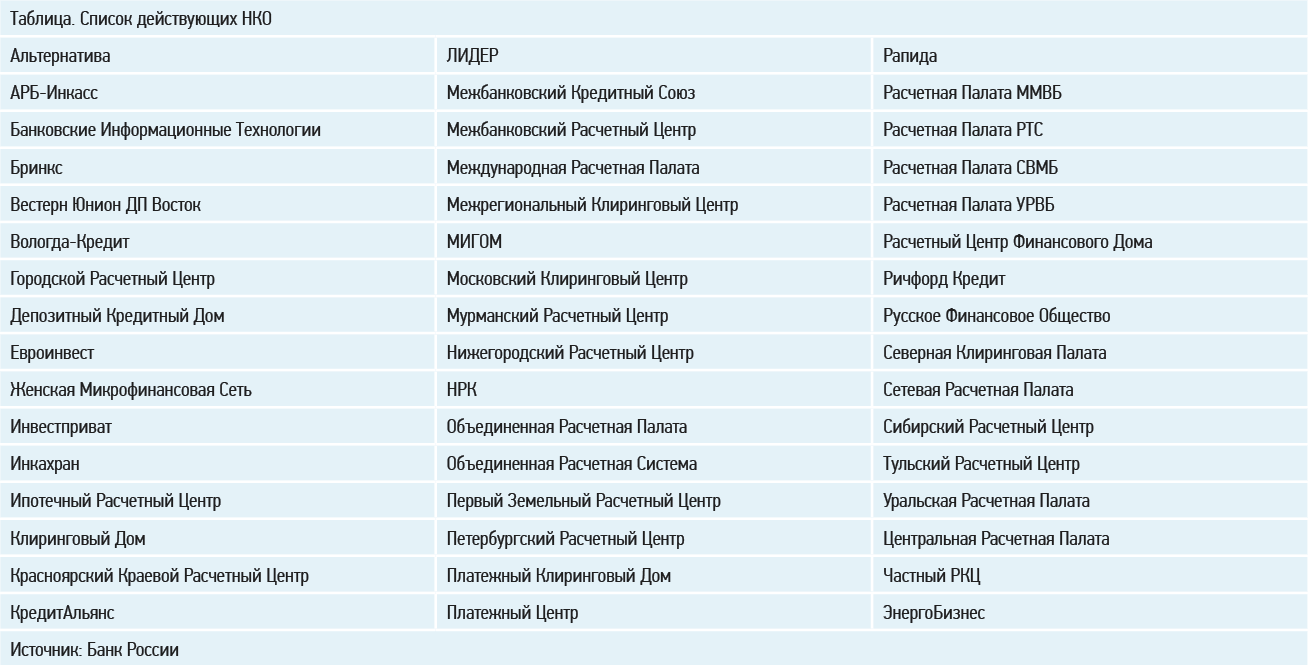 Таблица. Список действующих НКО
Альтернатива ЛИДЕР Рапида
АРБ-Инкасс Межбанковский Кредитный Союз Расчетная Палата ММВБ
Банковские Информационные Технологии Межбанковский Расчетный Центр Расчетная Палата РТС
Бринкс Международная Расчетная Палата Расчетная Палата СВМБ
Вестерн Юнион ДП Восток Межрегиональный Клиринговый Центр Расчетная Палата УРВБ
Вологда-Кредит МИГОМ Расчетный Центр Финансового Дома
Городской Расчетный Центр Московский Клиринговый Центр Ричфорд Кредит
Депозитный Кредитный Дом Мурманский Расчетный Центр Русское Финансовое Общество
Евроинвест Нижегородский Расчетный Центр Северная Клиринговая Палата
Женская Микрофинансовая Сеть НРК Сетевая Расчетная Палата
Инвестприват Объединенная Расчетная Палата Сибирский Расчетный Центр
Инкахран Объединенная Расчетная Система Тульский Расчетный Центр
Ипотечный Расчетный Центр Первый Земельный Расчетный Центр Уральская Расчетная Палата
Клиринговый Дом Петербургский Расчетный Центр Центральная Расчетная Палата
Красноярский Краевой Расчетный Центр Платежный Клиринговый Дом Частный РКЦ
КредитАльянс Платежный Центр ЭнергоБизнес
Источник: Банк России